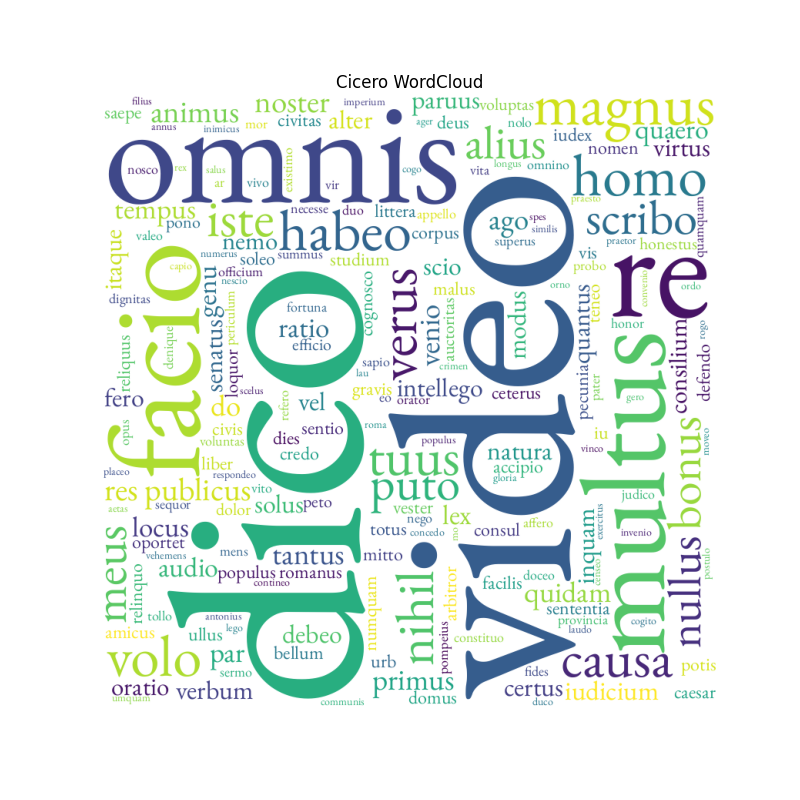 Cicero WordCloud
filius
saepe
animus
annus
inimicus
noster
imperium
civitas
mor
alter
paruus
voluptas
ager
deus
nolo
magnus
iudex
quaero
nomen
virtus
omnis
nosco
rex
salus
ar
vivo
existimo
vir
cogo
alius
longus
vita
omnino
homo
praesto
tempus
pono
valeo
iste
necesse
duo
littera
appello
habeo
nemo
soleo
summus
numerus
studium
corpus
ago
spes
similis
superus
scribo
praetor
honestus
quamquam
vis
probo
itaque
dignitas
facio
capio
denique
genu
senatus
officium
nescio
periculum
loquor
dico
fortuna
ratio
efficio
cognosco
verus
scio
malus
venio
auctoritas
crimen
modus
video
orno
quantus
teneo
re
convenio
ordo
honor
rogo
consilium
defendo
reliquus
fero
opus
placeo
do
civis
voluntas
liber
respondeo
scelus
refero
vel
dies
sentio
credo
sapio
lau
gravis
eo
orator
intellego
ceterus
pecunia
pater
multus
gero
iu
vinco
bonus
moveo
roma
populus
tuus
puto
natura
accipio
gloria
res publicus
aetas
sequor
vito
dolor
solus
peto
vester
nego
concedo
totus
lex
mo
consul
affero
judico
exercitus
invenio
postulo
meus
locus
oportet
vehemens
mens
tantus
mitto
audio
populus romanus
contineo
relinquo
numquam
nihil
arbitror
facilis
doceo
inquam
censeo
quidam
sententia
provincia
nullus
cogito
laudo
tollo
antonius
lego
amicus
ullus
debeo
bellum
constituo
pompeius
urb
volo
par
sermo
causa
potis
fides
oratio
verbum
umquam
primus
domus
communis
certus
duco
iudicium
caesar